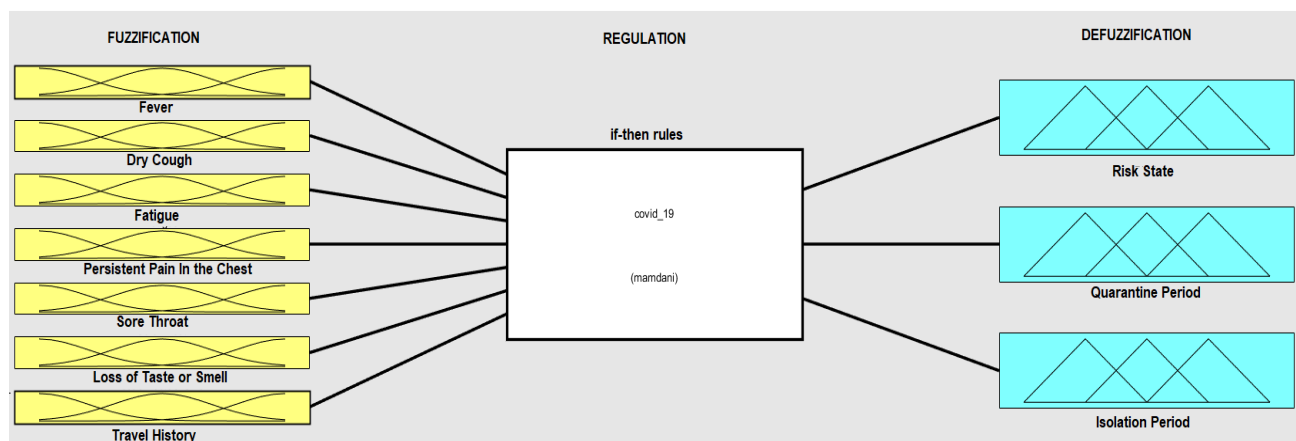 FUZZIFICATION
Fever
Dry Cough
Fatigue
Persistent Pain In the Chest
Sore Throat
Loss of Taste or Smell
Travel History
REGULATION
if-then rules
covid_19
(mamdani)
DEFUZZIFICATION
Risk State
Quarantine Period
Isolation Period